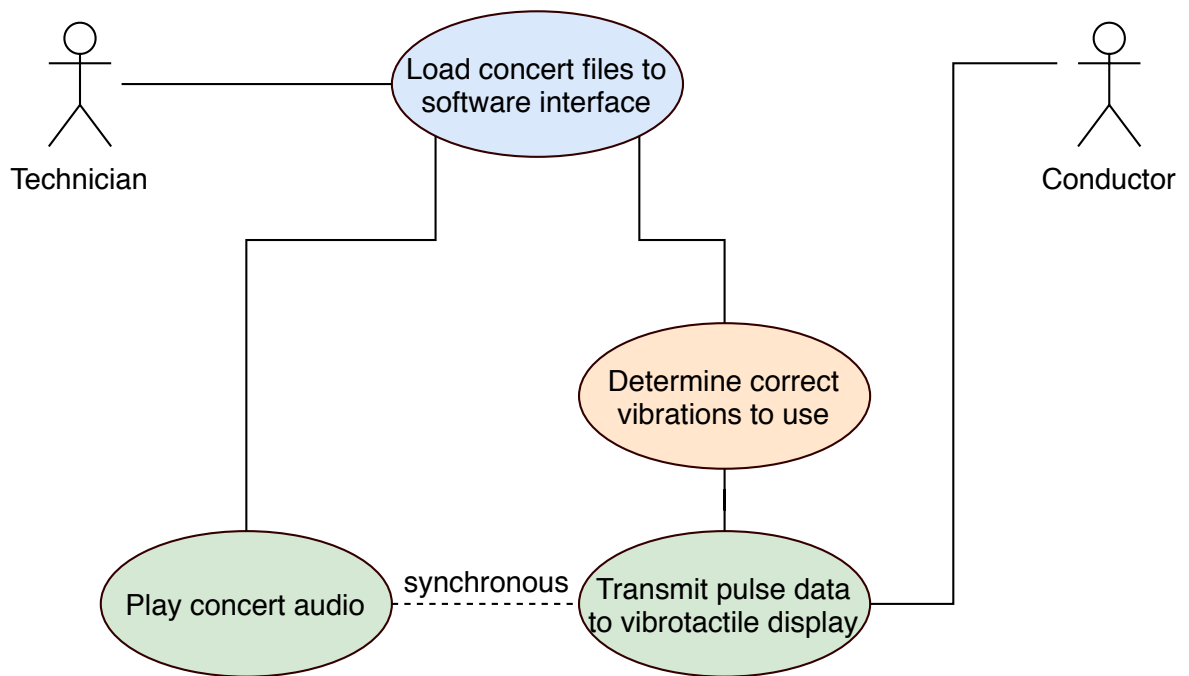 Load concert files to
software interface
Technician
Conductor
Determine correct
vibrations to use
Play concert audio
synchronous
Transmit pulse data
to vibrotactile display